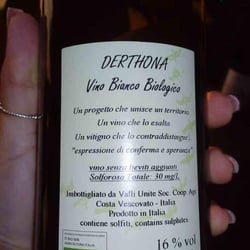 DERTHONA
Vino Bianco Biologico
Un progetto che unisce un territorio
Un vino che lo esalta
Un vitigno che lo contraddistingue:
"espressione di conferma e speranza"
vino senza lieviti aggiunti
Solforosa Totale: 30 mg/l.
Imbottigliato da Valli Unite Soc. Coop. Agr.
Costa Vescovato - Italia
Prodotto in Italia
contiene solfiti, contains sulphites
16 % vol